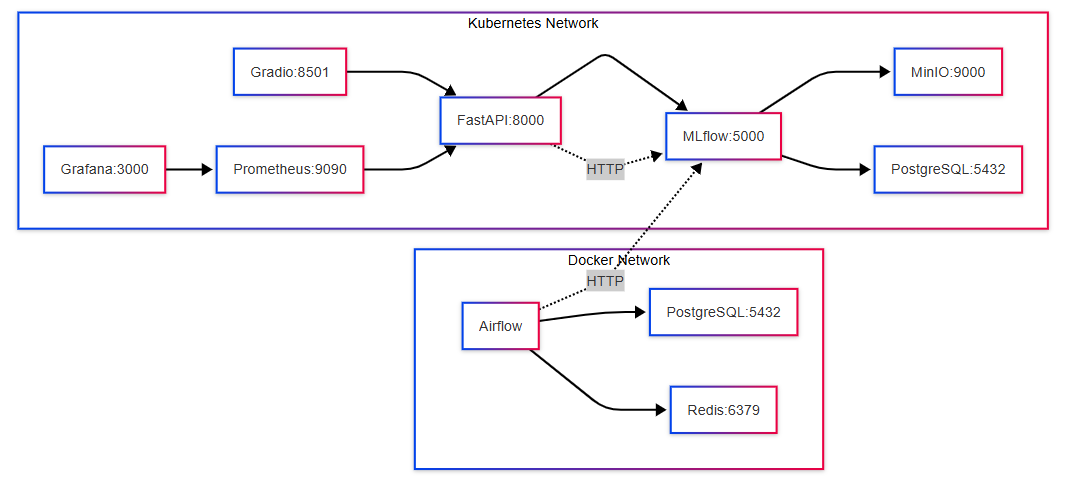 Kubernetes Network
Gradio:8501
MinIO:9000
FastAPI:8000
MLflow:5000
Grafana:3000
Prometheus:9090
HTTP
PostgreSQL:5432
Docker Network
HTTP
PostgreSQL:5432
Airflow
Redis:6379